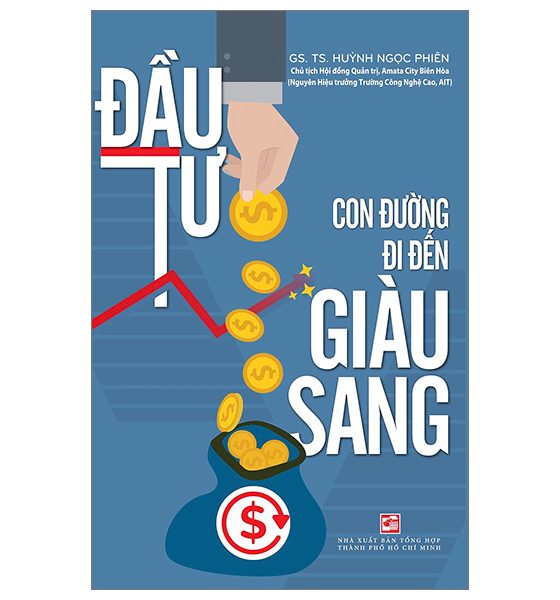 GS. TS. HUỲNH NGỌC PHIÊN
Chủ tịch Hội đồng Quản trị, Amata City Biên Hòa
(Nguyên Hiệu trưởng Trường Công Nghệ Cao, AIT)
ĐẦU
TƯ
CON ĐƯỜNG
ĐI ĐẾN
GIÀU
SANG
$
NHÀ XUẤT BẢN TỔNG HỢP
THÀNH PHỐ HỒ CHÍ MINH